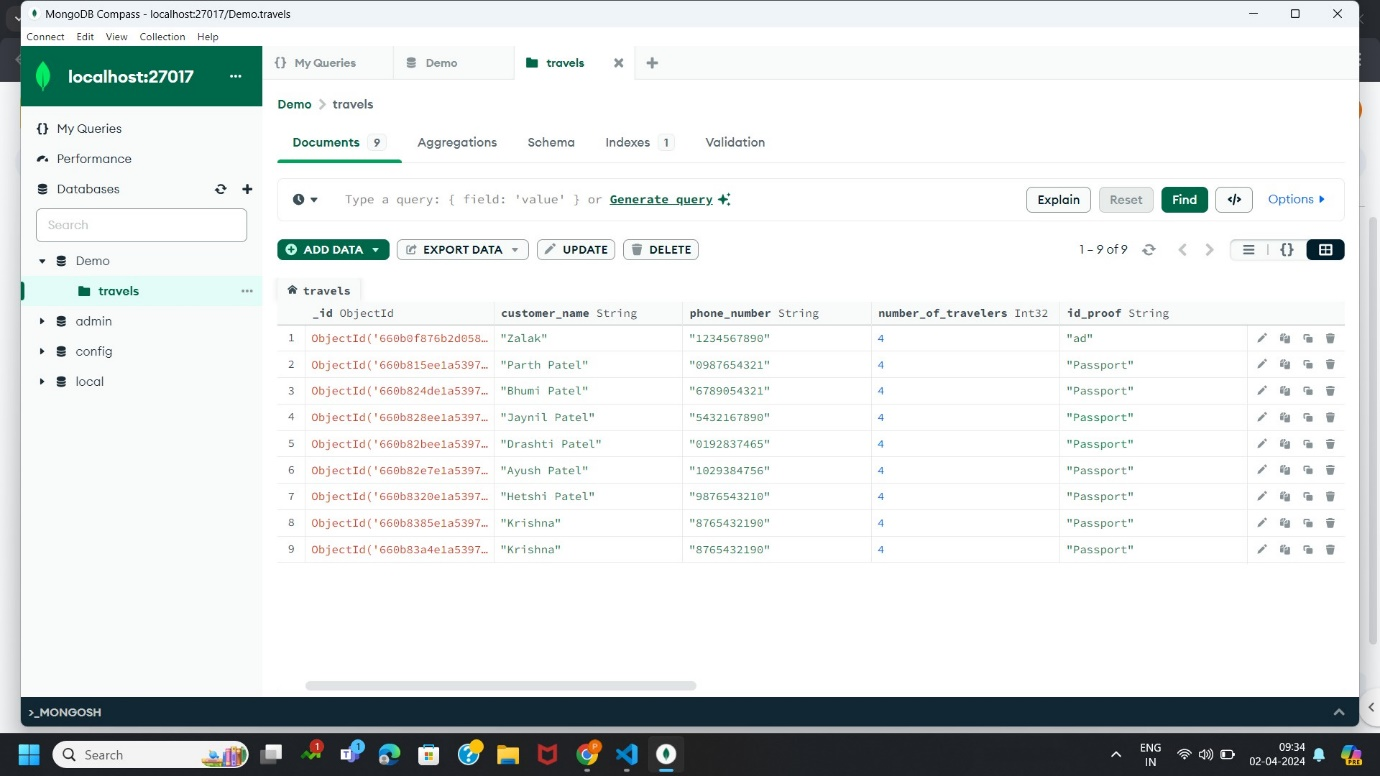 MongoDB Compass - localhost:27017/Demo.travels
Connect Edit View Collection Help
localhost:27017 ...
{} My Queries
Demo
travels
My Queries
Performance
Databases
Search
Demo
travels ...
admin
config
local
Demo > travels
Documents 9 Aggregations Schema Indexes 1 Validation
Type a query: { field: 'value' } or Generate query
Explain Reset Find </> Options
ADD DATA EXPORT DATA UPDATE DELETE 1 – 9 of 9 {}
travels
_id ObjectId customer_name String phone_number String number_of_travelers Int32 id_proof String
1 ObjectId('660b0f876b2d058… "Zalak" "1234567890" 4 "ad"
2 ObjectId('660b815ee1a5397… "Parth Patel" "0987654321" 4 "Passport"
3 ObjectId('660b824de1a5397… "Bhumi Patel" "6789054321" 4 "Passport"
4 ObjectId('660b828ee1a5397… "Jaynil Patel" "5432167890" 4 "Passport"
5 ObjectId('660b82bee1a5397… "Drashti Patel" "0192837465" 4 "Passport"
6 ObjectId('660b82e7e1a5397… "Ayush Patel" "1029384756" 4 "Passport"
7 ObjectId('660b8320e1a5397… "Hetshi Patel" "9876543210" 4 "Passport"
8 ObjectId('660b8385e1a5397… "Krishna" "8765432190" 4 "Passport"
9 ObjectId('660b83a4e1a5397… "Krishna" "8765432190" 4 "Passport"
>_MONGOSH
Search
1
1
P
ENG
IN
09:34
02-04-2024
PRE